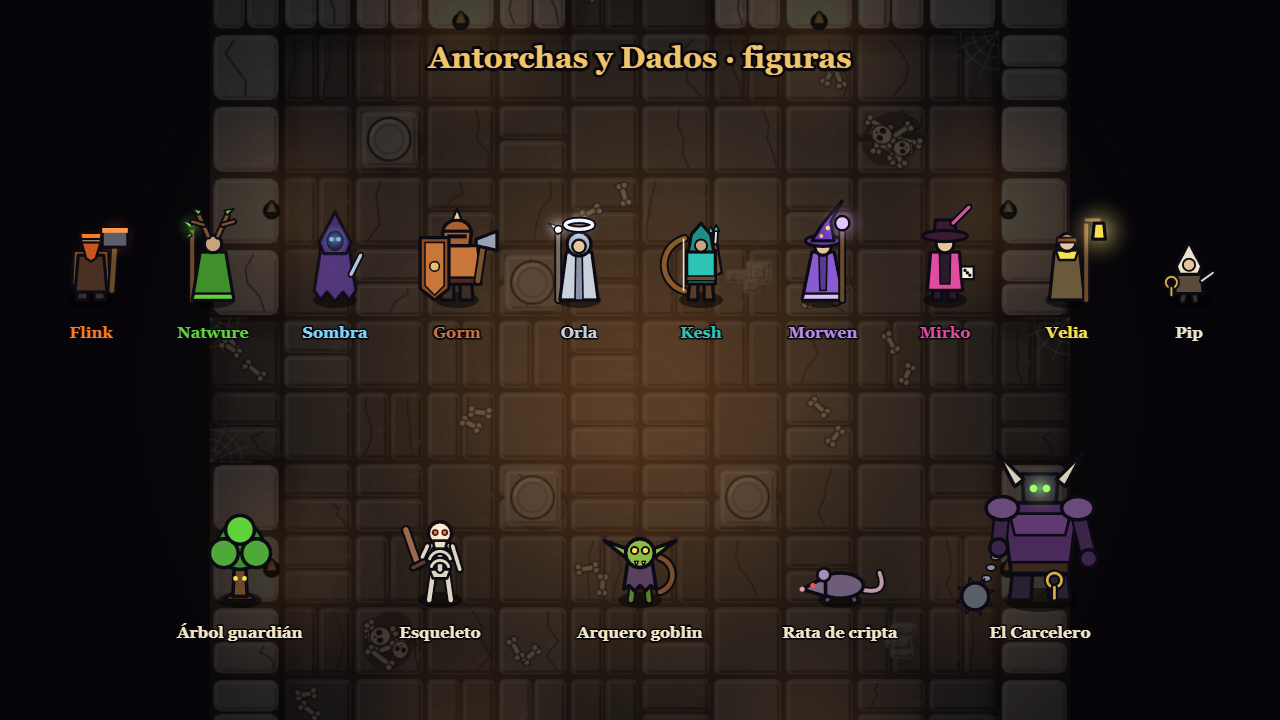 Antorchas y Dados · figuras
Flink
Natwure
Sombra
Gorm
Orla
Kesh
Morwen
Mirko
Velia
Pip
Árbol guardián
Esqueleto
Arquero goblin
Rata de cripta
El Carcelero